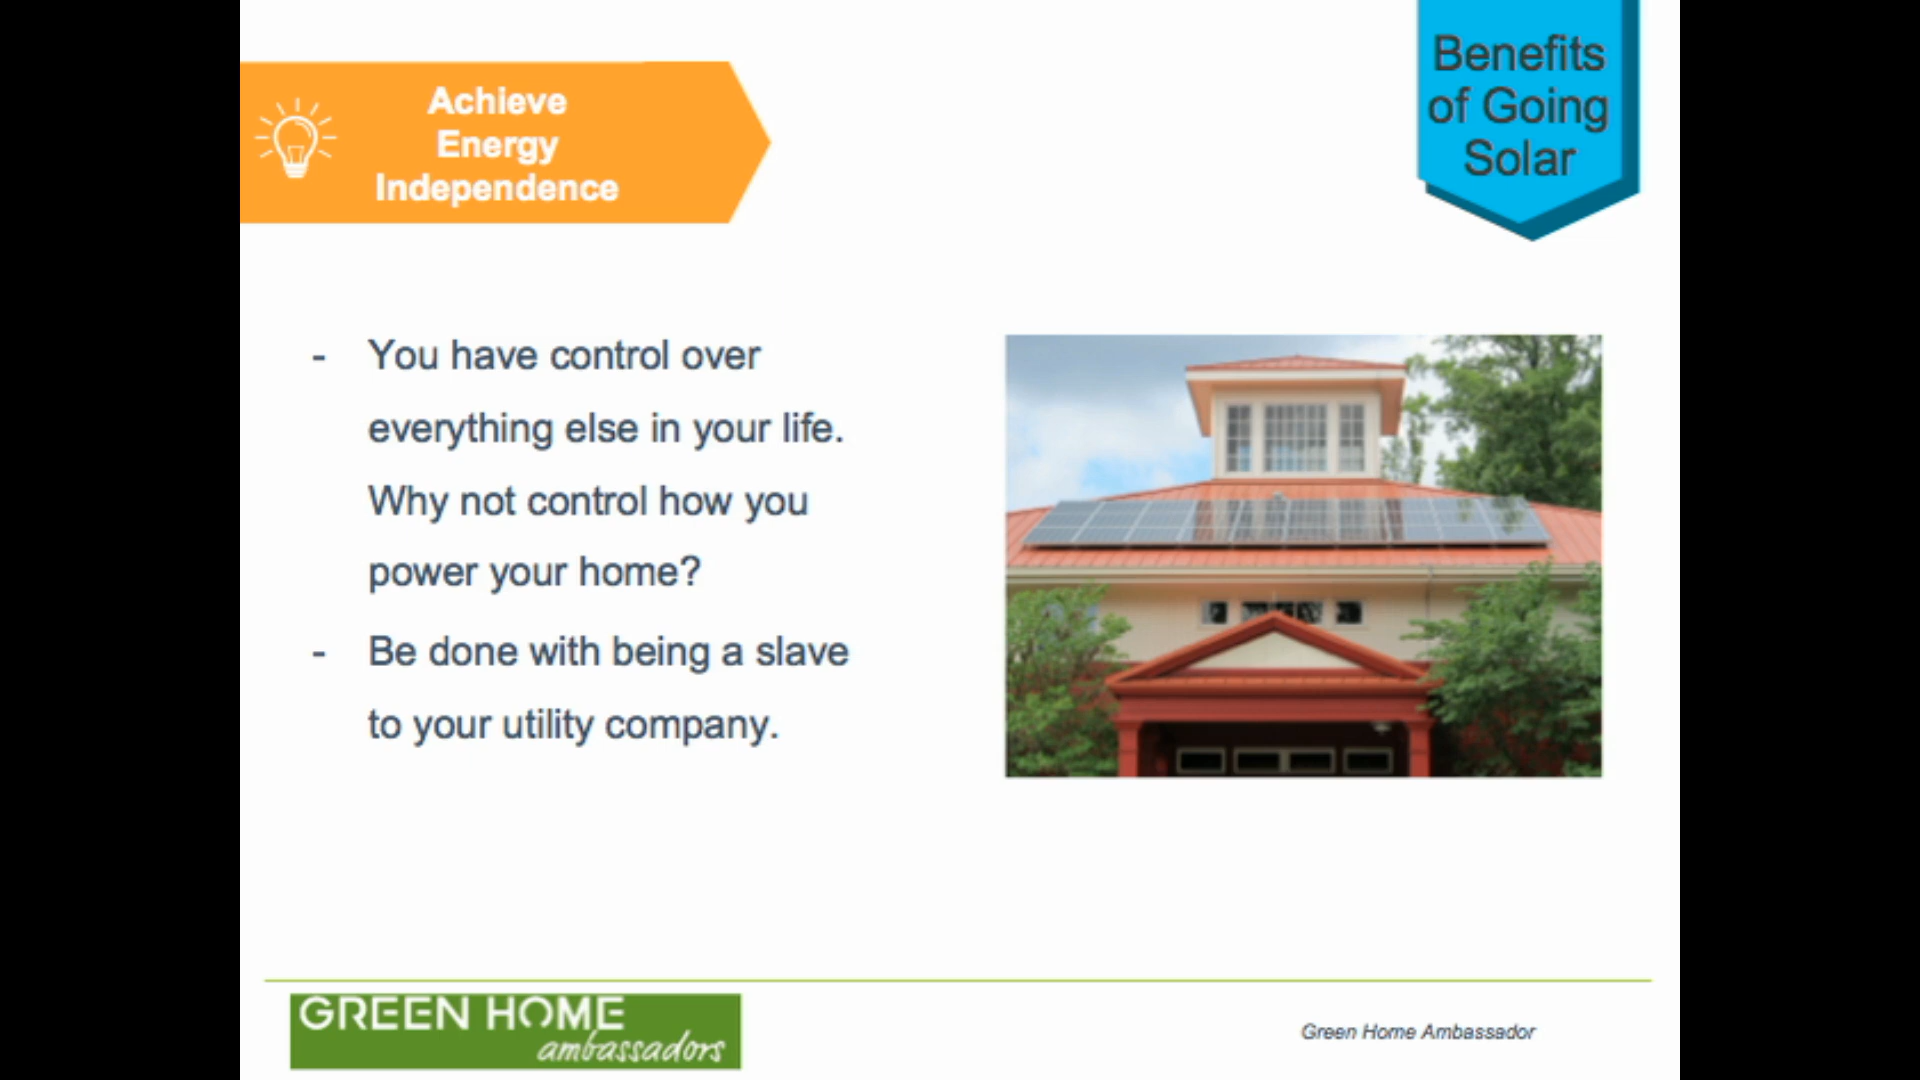 Achieve
Energy
Independence
Benefits
of Going
Solar
- You have control over
everything else in your life.
Why not control how you
power your home?
- Be done with being a slave
to your utility company.
GREEN HOME
ambassadors
Green Home Ambassador